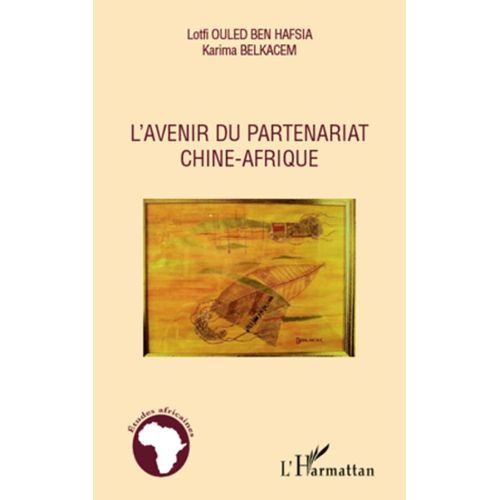 Lotfi OULED BEN HAFSIA
Karima BELKACEM
L'AVENIR DU PARTENARIAT
CHINE-AFRIQUE
Études africaines
L'Harmattan